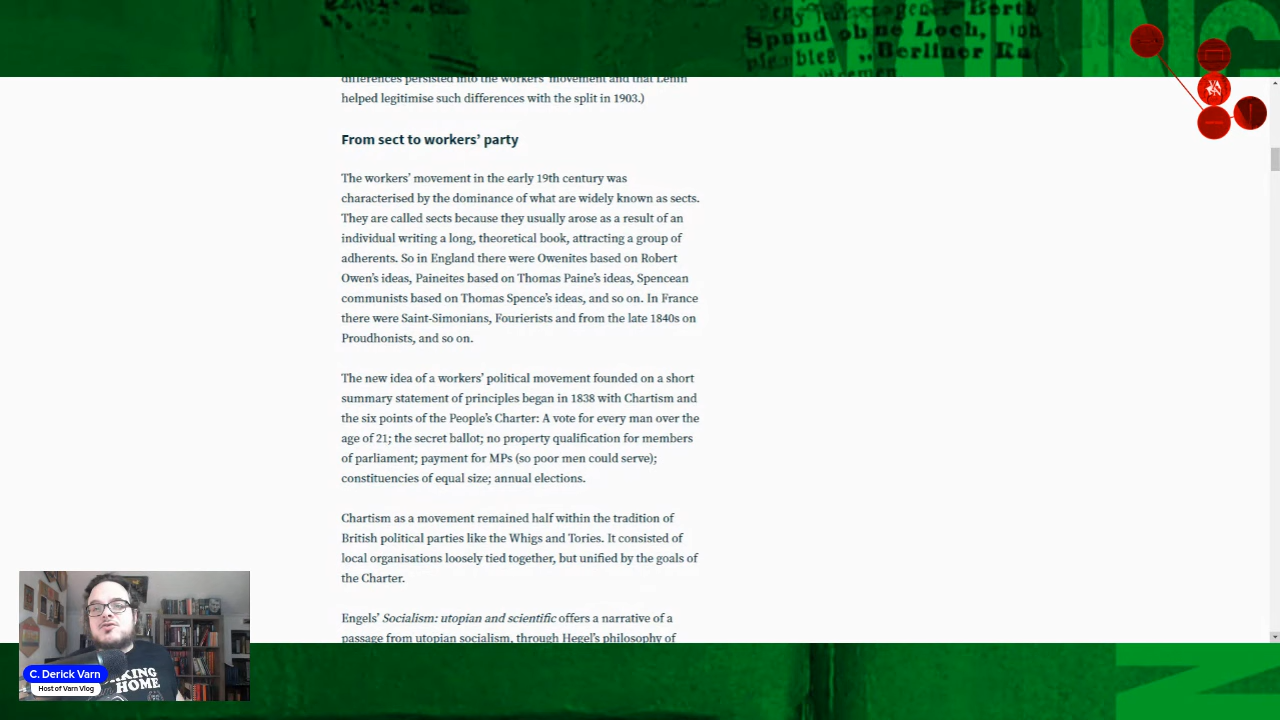 Spund ohne Loch,
differences persisted into the workers' movement and that Lenin
helped legitimise such differences with the split in 1903.)
From sect to workers' party
The workers' movement in the early 19th century was
characterised by the dominance of what are widely known as sects.
They are called sects because they usually arose as a result of an
individual writing a long, theoretical book, attracting a group of
adherents. So in England there were Owenites based on Robert
Owen's ideas, Paineites based on Thomas Paine's ideas, Spencean
communists based on Thomas Spence's ideas, and so on. In France
there were Saint-Simonians, Fourierists and from the late 1840s on
Proudhonists, and so on.
The new idea of a workers' political movement founded on a short
summary statement of principles began in 1838 with Chartism and
the six points of the People's Charter: A vote for every man over the
age of 21; the secret ballot; no property qualification for members
of parliament; payment for MPs (so poor men could serve);
constituencies of equal size; annual elections.
Chartism as a movement remained half within the tradition of
British political parties like the Whigs and Tories. It consisted of
local organisations loosely tied together, but unified by the goals of
the Charter.
Engels' Socialism: utopian and scientific offers a narrative of a
passage from utopian socialism, through Hegel's philosophy of
HOME
C. Derick Varn
Host of Varn Vlog